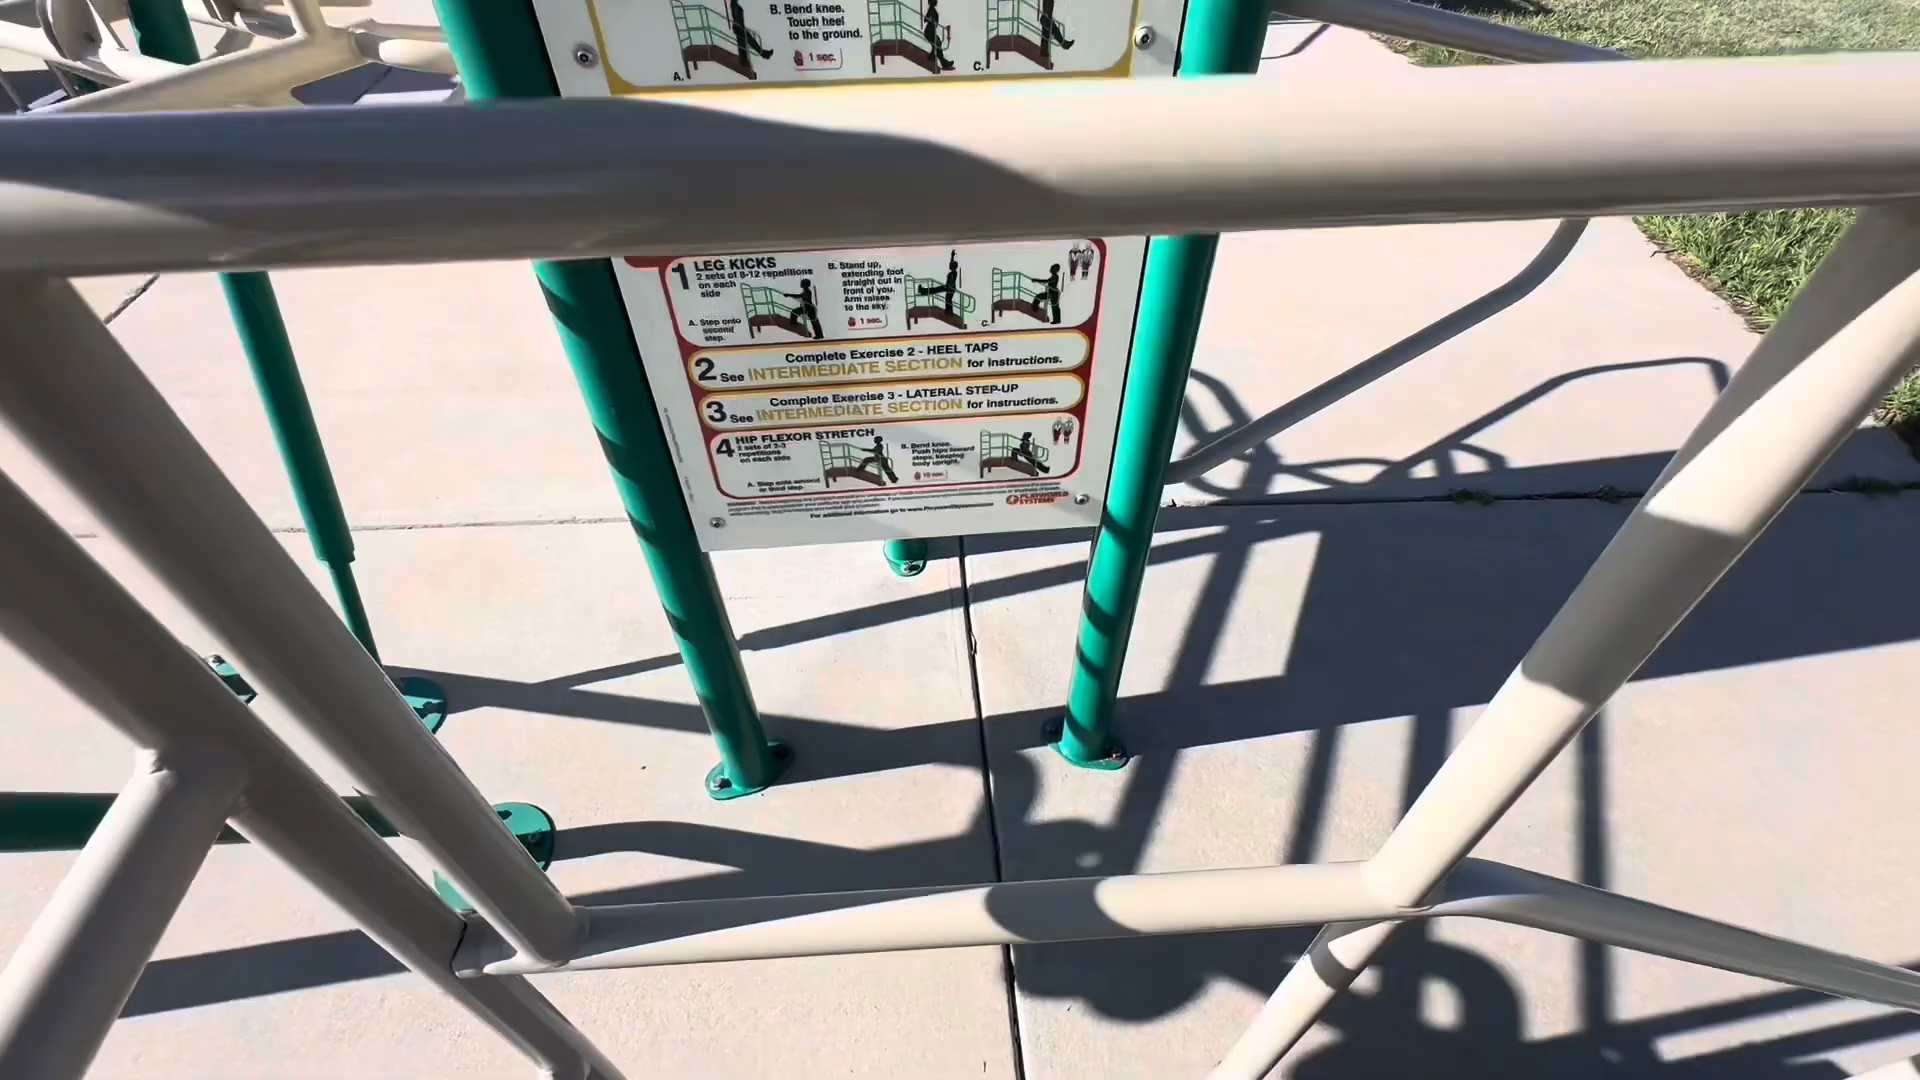 B. Bend knee.
Touch heel
to the ground.
1 sec.
A.
C.
1 LEG KICKS
2 sets of 8-12 repetitions
on each
side
A. Step onto
second
step.
B. Stand up,
extending foot
straight out in
front of you.
Arm raises
to the sky.
1 sec.
C.
2 Complete Exercise 2 - HEEL TAPS
See INTERMEDIATE SECTION for instructions.
3 Complete Exercise 3 - LATERAL STEP-UP
See INTERMEDIATE SECTION for instructions.
4 HIP FLEXOR STRETCH
2 sets of 2-3
repetitions
on each side
A. Step onto second
or third step.
B. Bend knee.
Push hips toward
steps, keeping
body upright.
10 sec.
PLAYWORLD
SYSTEMS
For additional information go to